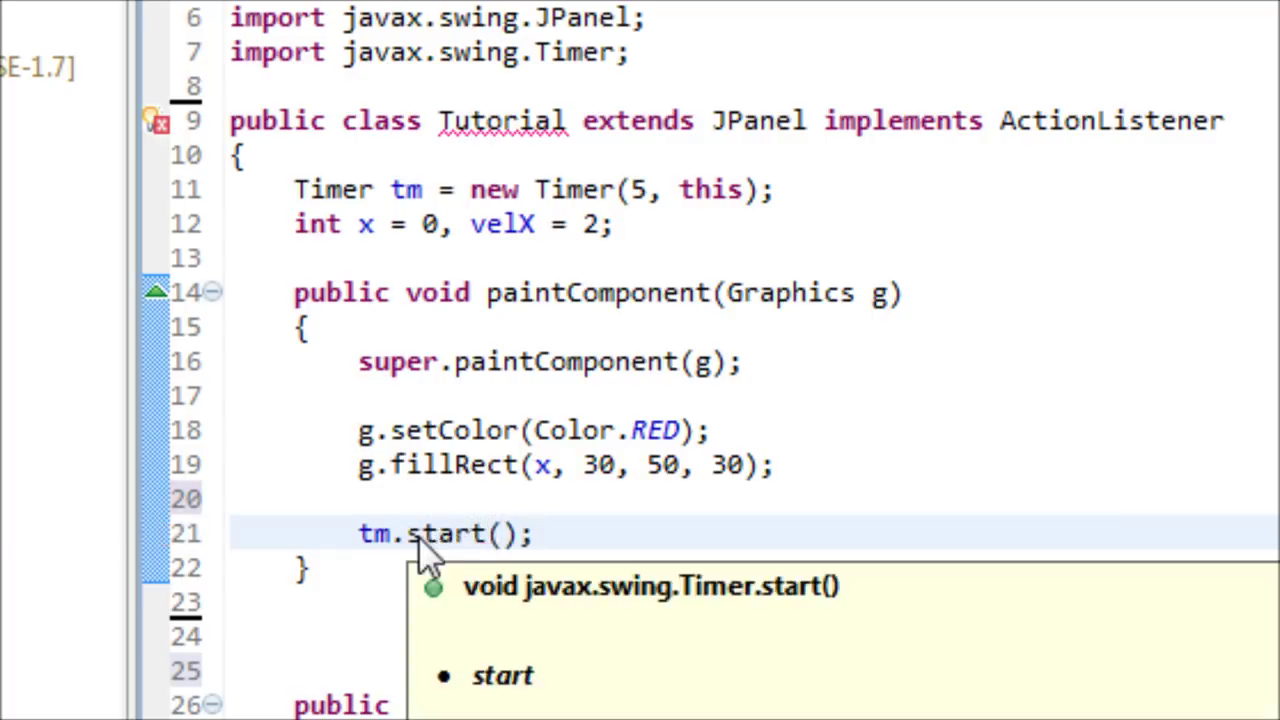 6 import javax.swing.JPanel;
7 import javax.swing.Timer;
SE-1.7]
8
9 public class Tutorial extends JPanel implements ActionListener
10 {
11 Timer tm = new Timer(5, this);
12 int x = 0, velX = 2;
13
14 public void paintComponent(Graphics g)
15 {
16 super.paintComponent(g);
17
18 g.setColor(Color.RED);
19 g.fillRect(x, 30, 50, 30);
20
21 tm.start();
22 }
void javax.swing.Timer.start()
23
24
25
• start
26 public